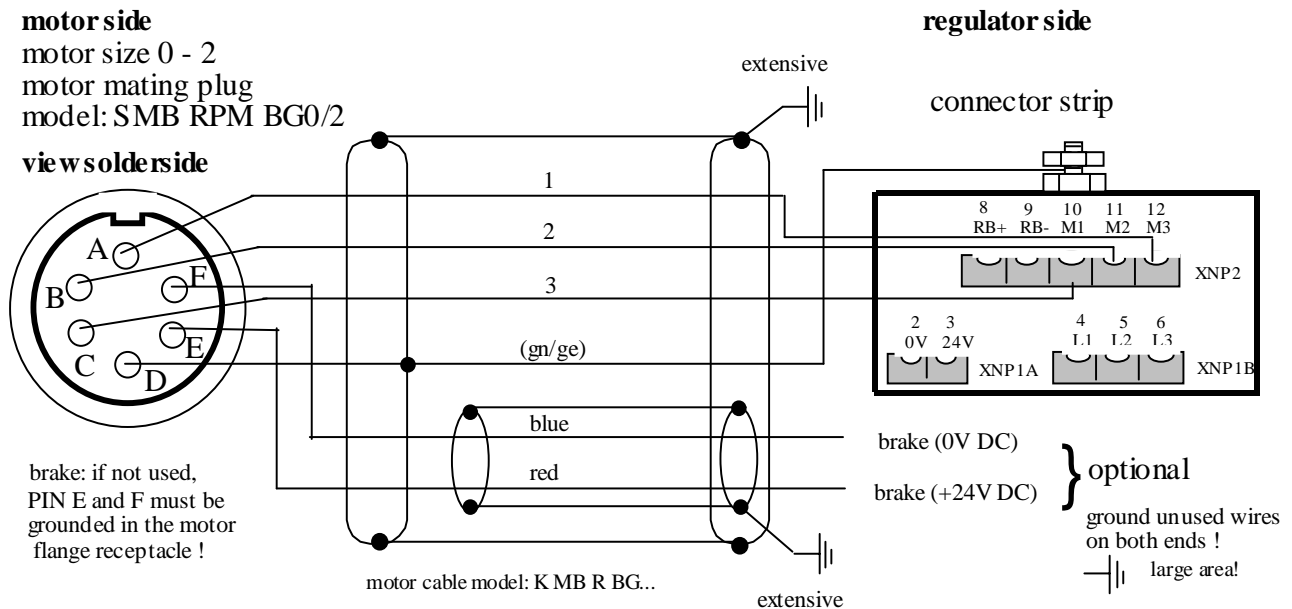 motor side
motor size 0 - 2
motor mating plug
model: SMB RPM BG0/2
view solderside
regulator side
connector strip
extensive
1
2
3
(gn/ge)
blue
red
A
B
C
D
E
F
8 9 10 11 12
RB+ RB- M1 M2 M3
XNP2
2 3
0V 24V
XNP1A
4 5 6
L1 L2 L3
XNP1B
brake (0V DC)
brake (+24V DC)
} optional
brake: if not used,
PIN E and F must be
grounded in the motor
flange receptacle !
ground unused wires
on both ends !
large area!
motor cable model: K MB R BG...
extensive